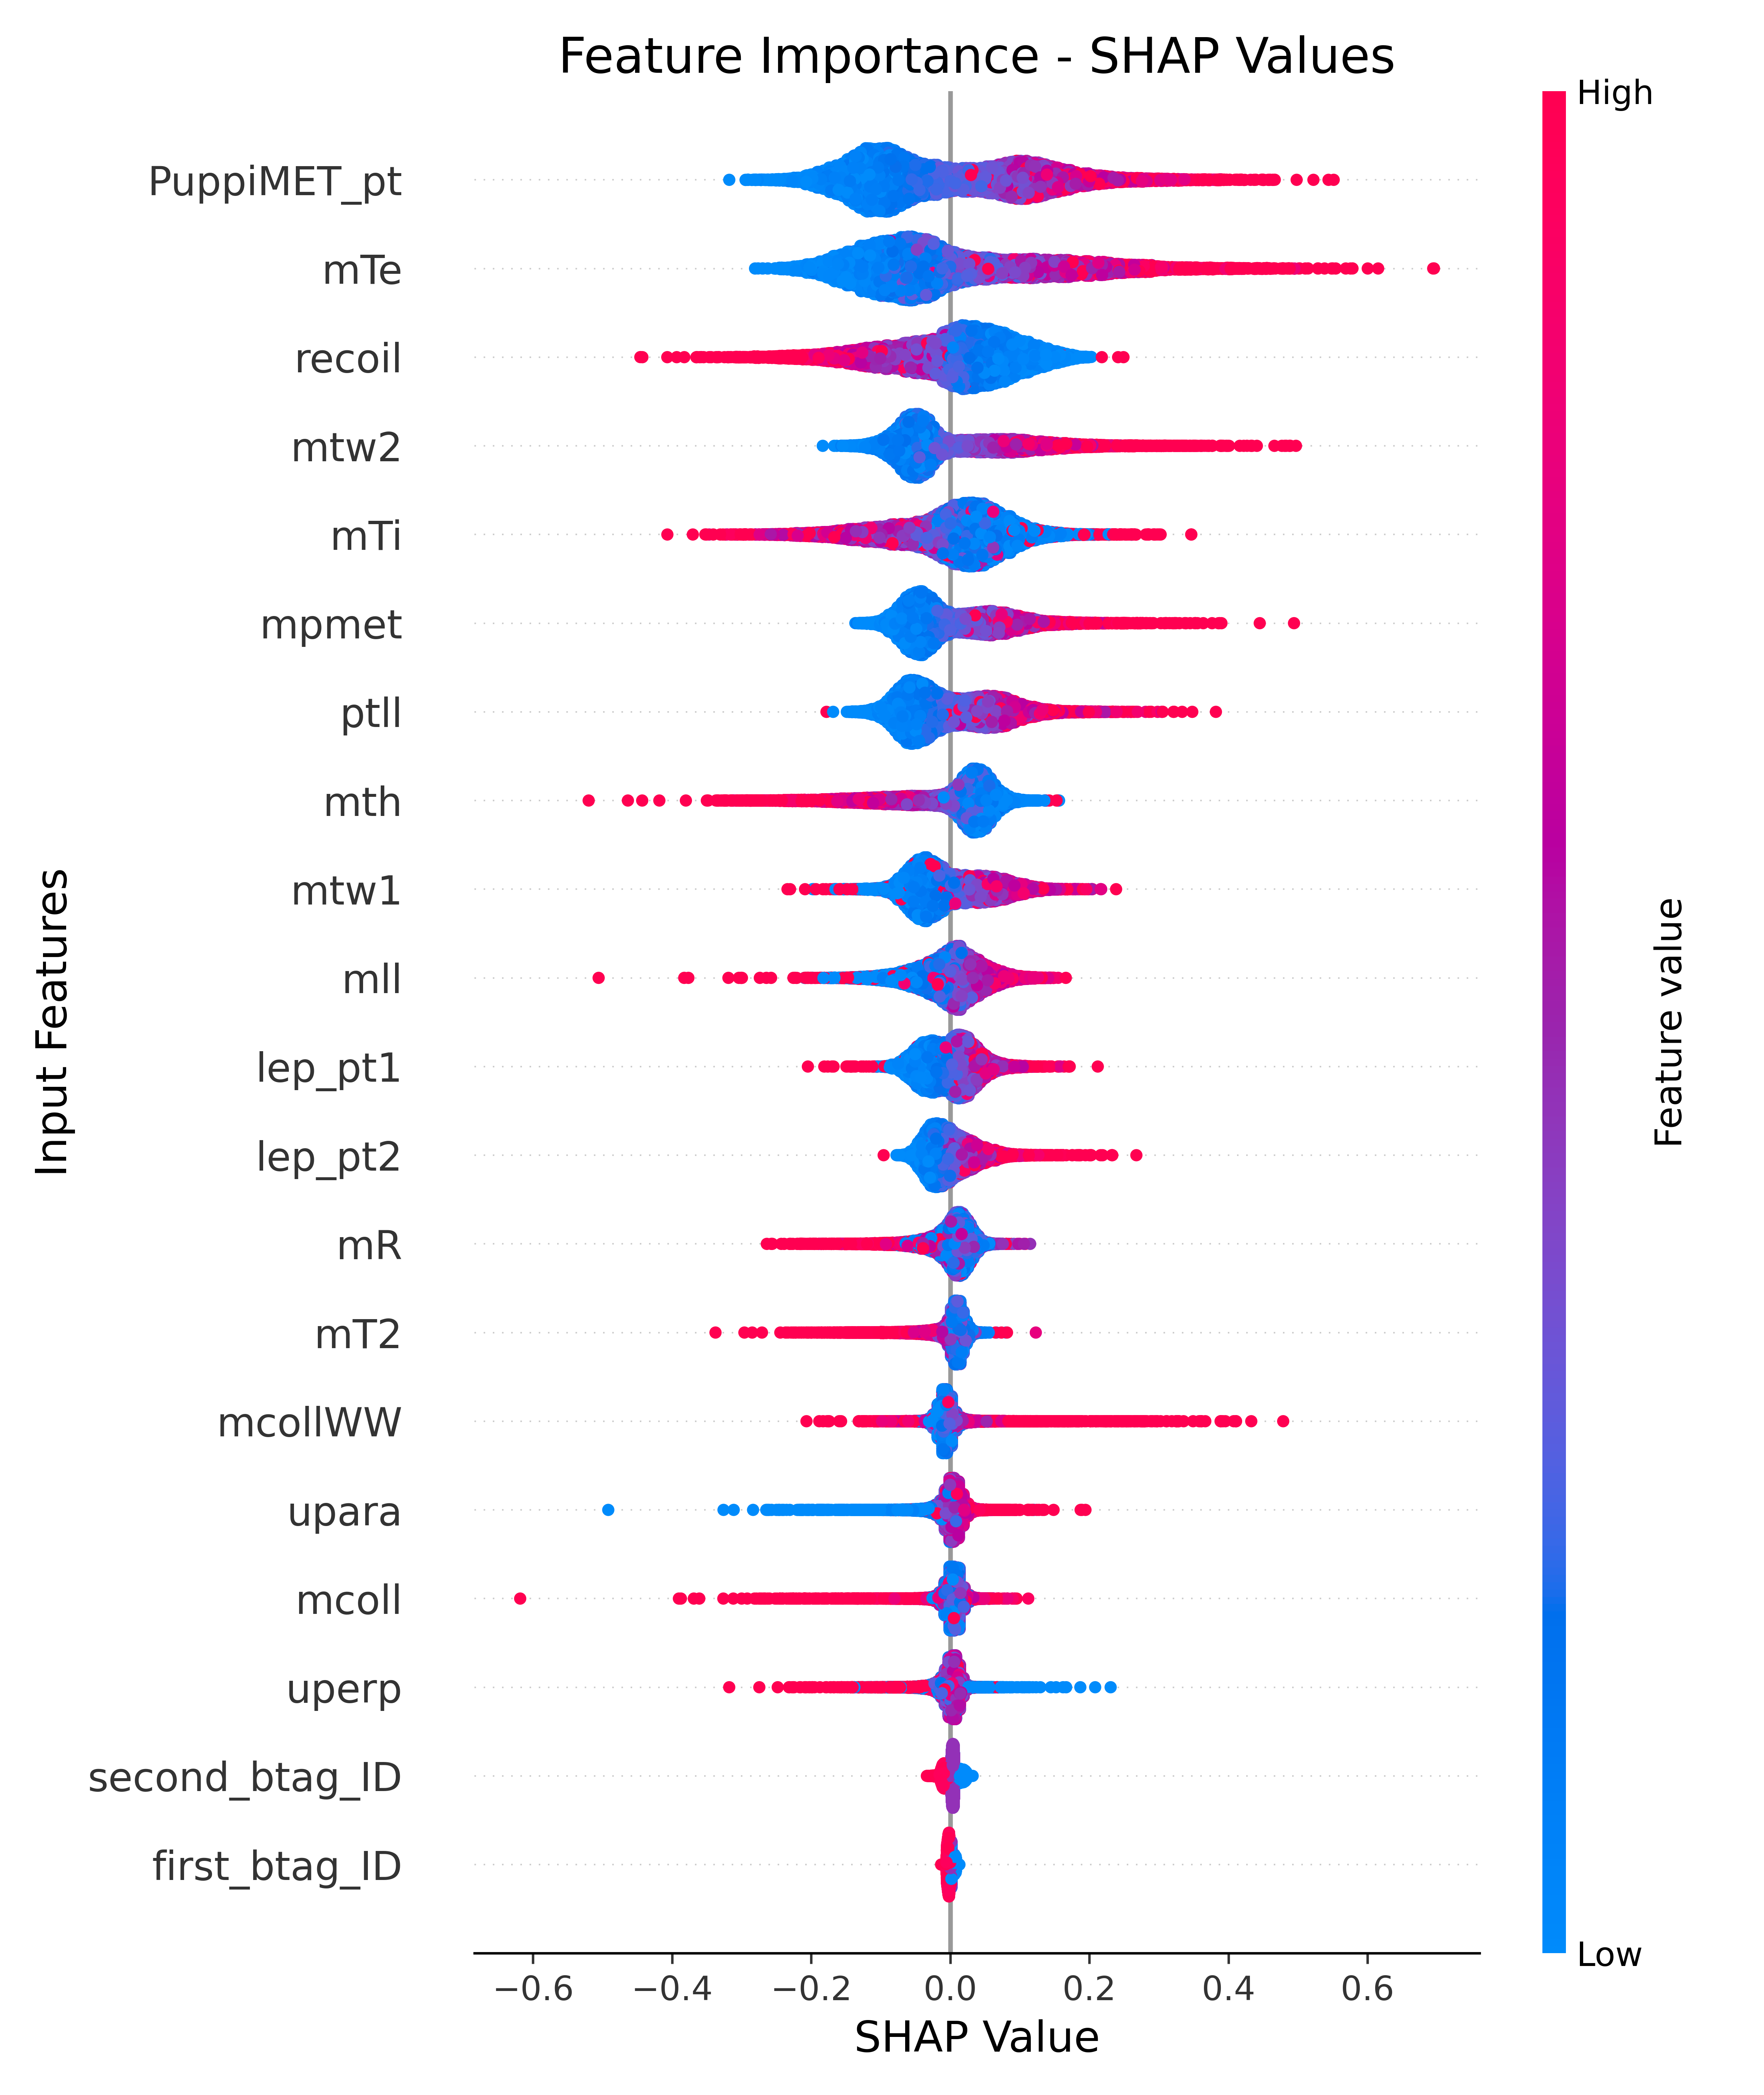 Feature Importance - SHAP Values
High
PuppiMET_pt
mTe
recoil
mtw2
mTi
mpmet
ptll
mth
mtw1
mll
lep_pt1
lep_pt2
mR
mT2
mcollWW
upara
mcoll
uperp
second_btag_ID
first_btag_ID
Input Features
Feature value
Low
−0.6 −0.4 −0.2 0.0 0.2 0.4 0.6
SHAP Value